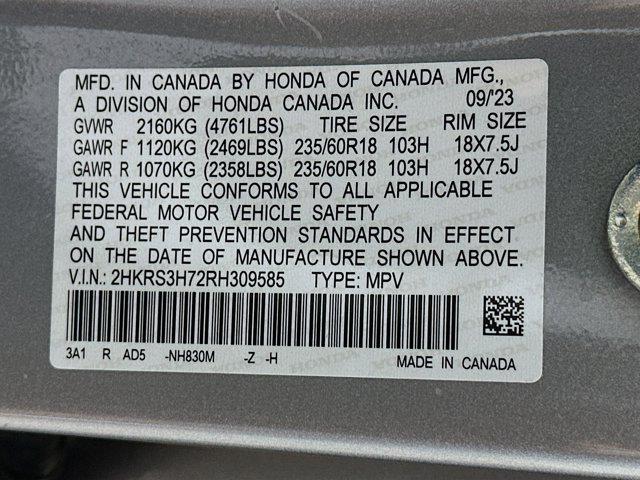 MFD. IN CANADA BY HONDA OF CANADA MFG.,
A DIVISION OF HONDA CANADA INC. 09/'23
GVWR 2160KG (4761LBS) TIRE SIZE RIM SIZE
GAWR F 1120KG (2469LBS) 235/60R18 103H 18X7.5J
GAWR R 1070KG (2358LBS) 235/60R18 103H 18X7.5J
THIS VEHICLE CONFORMS TO ALL APPLICABLE
FEDERAL MOTOR VEHICLE SAFETY
AND THEFT PREVENTION STANDARDS IN EFFECT
ON THE DATE OF MANUFACTURE SHOWN ABOVE.
V.I.N.: 2HKRS3H72RH309585 TYPE: MPV
3A1 R AD5 -NH830M -Z -H MADE IN CANADA